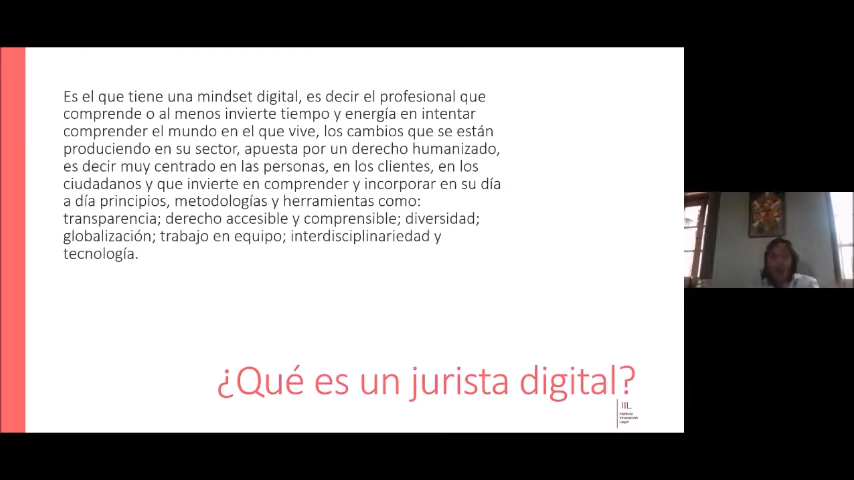 Es el que tiene una mindset digital, es decir el profesional que
comprende o al menos invierte tiempo y energía en intentar
comprender el mundo en el que vive, los cambios que se están
produciendo en su sector, apuesta por un derecho humanizado,
es decir muy centrado en las personas, en los clientes, en los
ciudadanos y que invierte en comprender y incorporar en su día
a día principios, metodologías y herramientas como:
transparencia; derecho accesible y comprensible; diversidad;
globalización; trabajo en equipo; interdisciplinariedad y
tecnología.
¿Qué es un jurista digital?